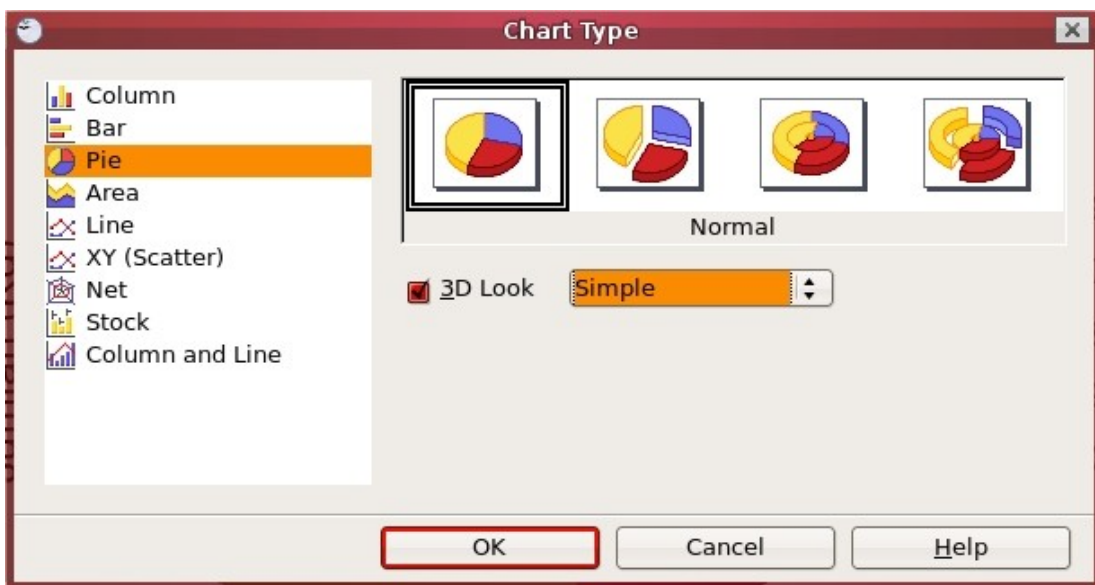 Chart Type
Column
Bar
Pie
Area
Line
XY (Scatter)
Net
Stock
Column and Line
Normal
3D Look
Simple
OK
Cancel
Help